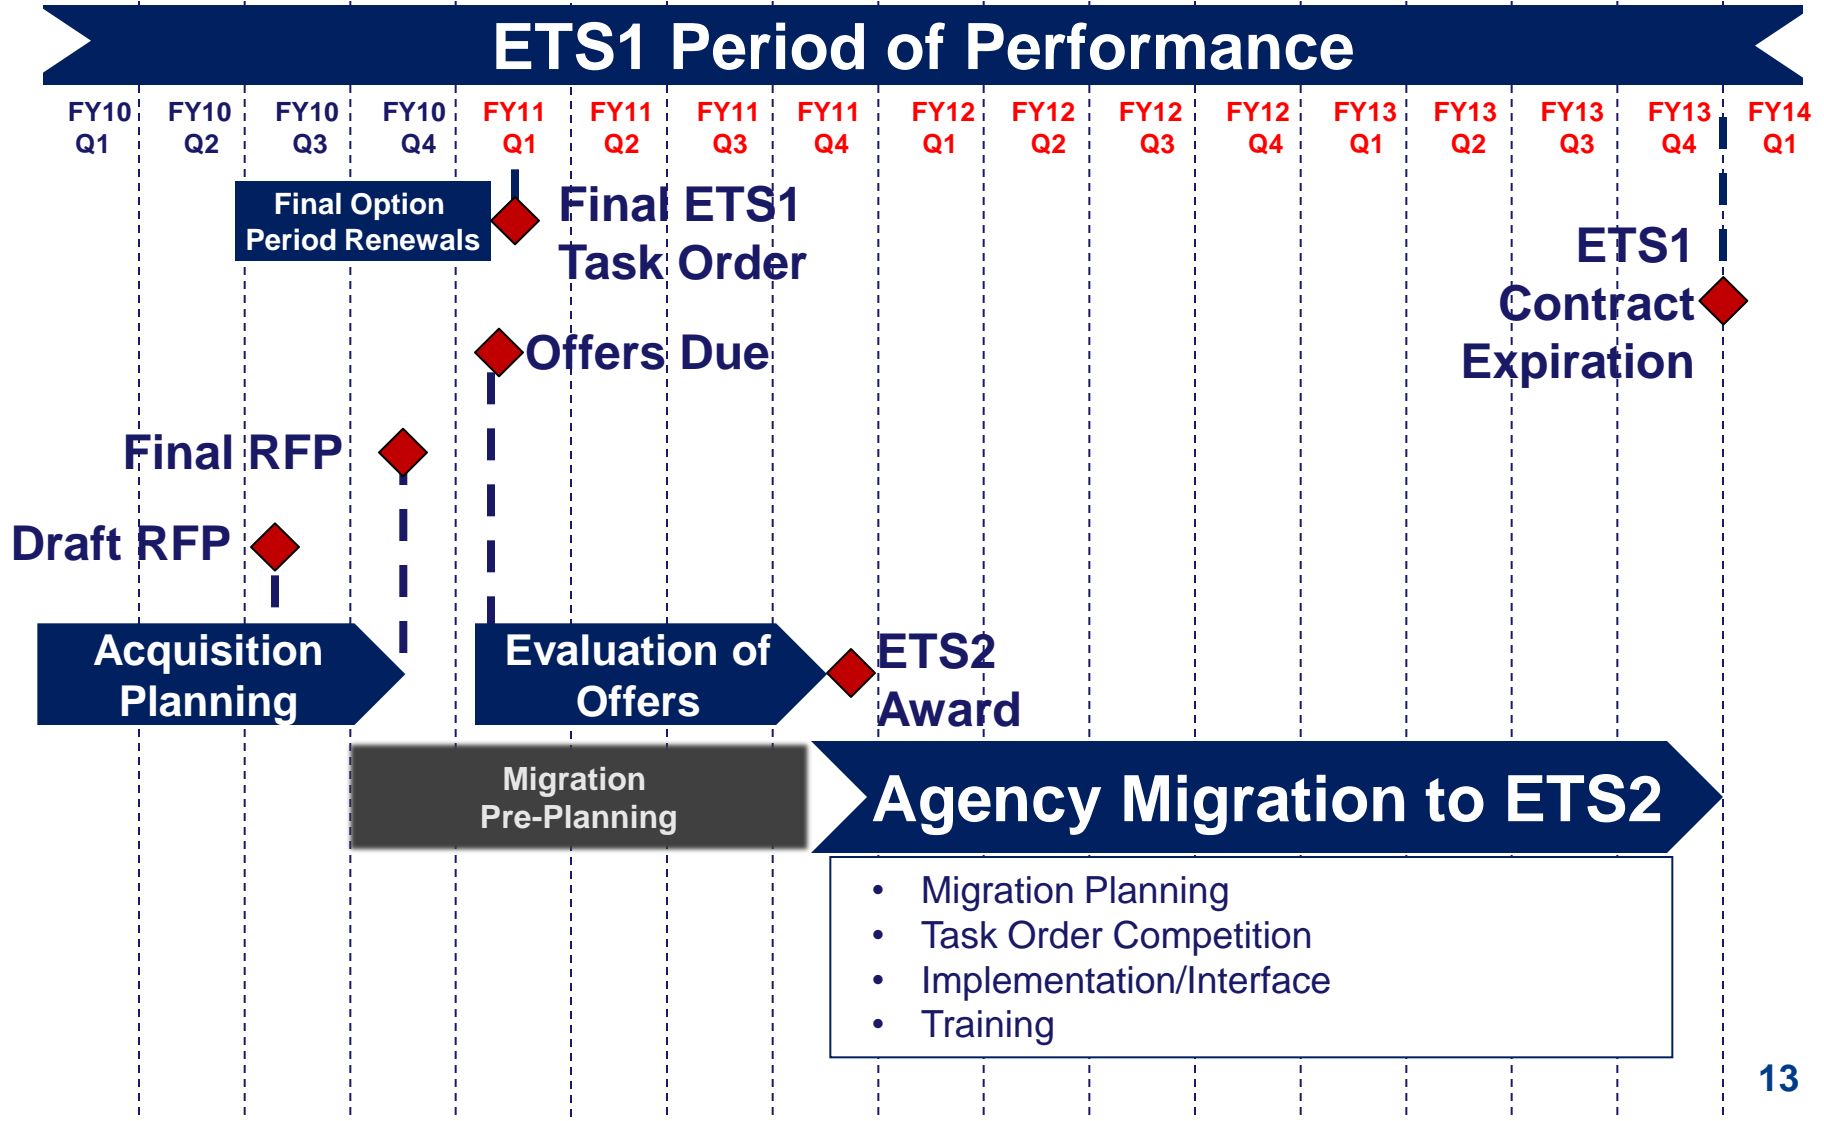 ETS1 Period of Performance
FY10 FY10 FY10 FY10 FY11 FY11 FY11 FY11 FY12 FY12 FY12 FY12 FY13 FY13 FY13 FY13 FY14
Q1 Q2 Q3 Q4 Q1 Q2 Q3 Q4 Q1 Q2 Q3 Q4 Q1 Q2 Q3 Q4 Q1
Final Option
Period Renewals
Final ETS1
Task Order
ETS1
Contract
Expiration
Offers Due
Final RFP
Draft RFP
Acquisition
Planning
Evaluation of
Offers
ETS2
Award
Migration
Pre-Planning
Agency Migration to ETS2
• Migration Planning
• Task Order Competition
• Implementation/Interface
• Training
13